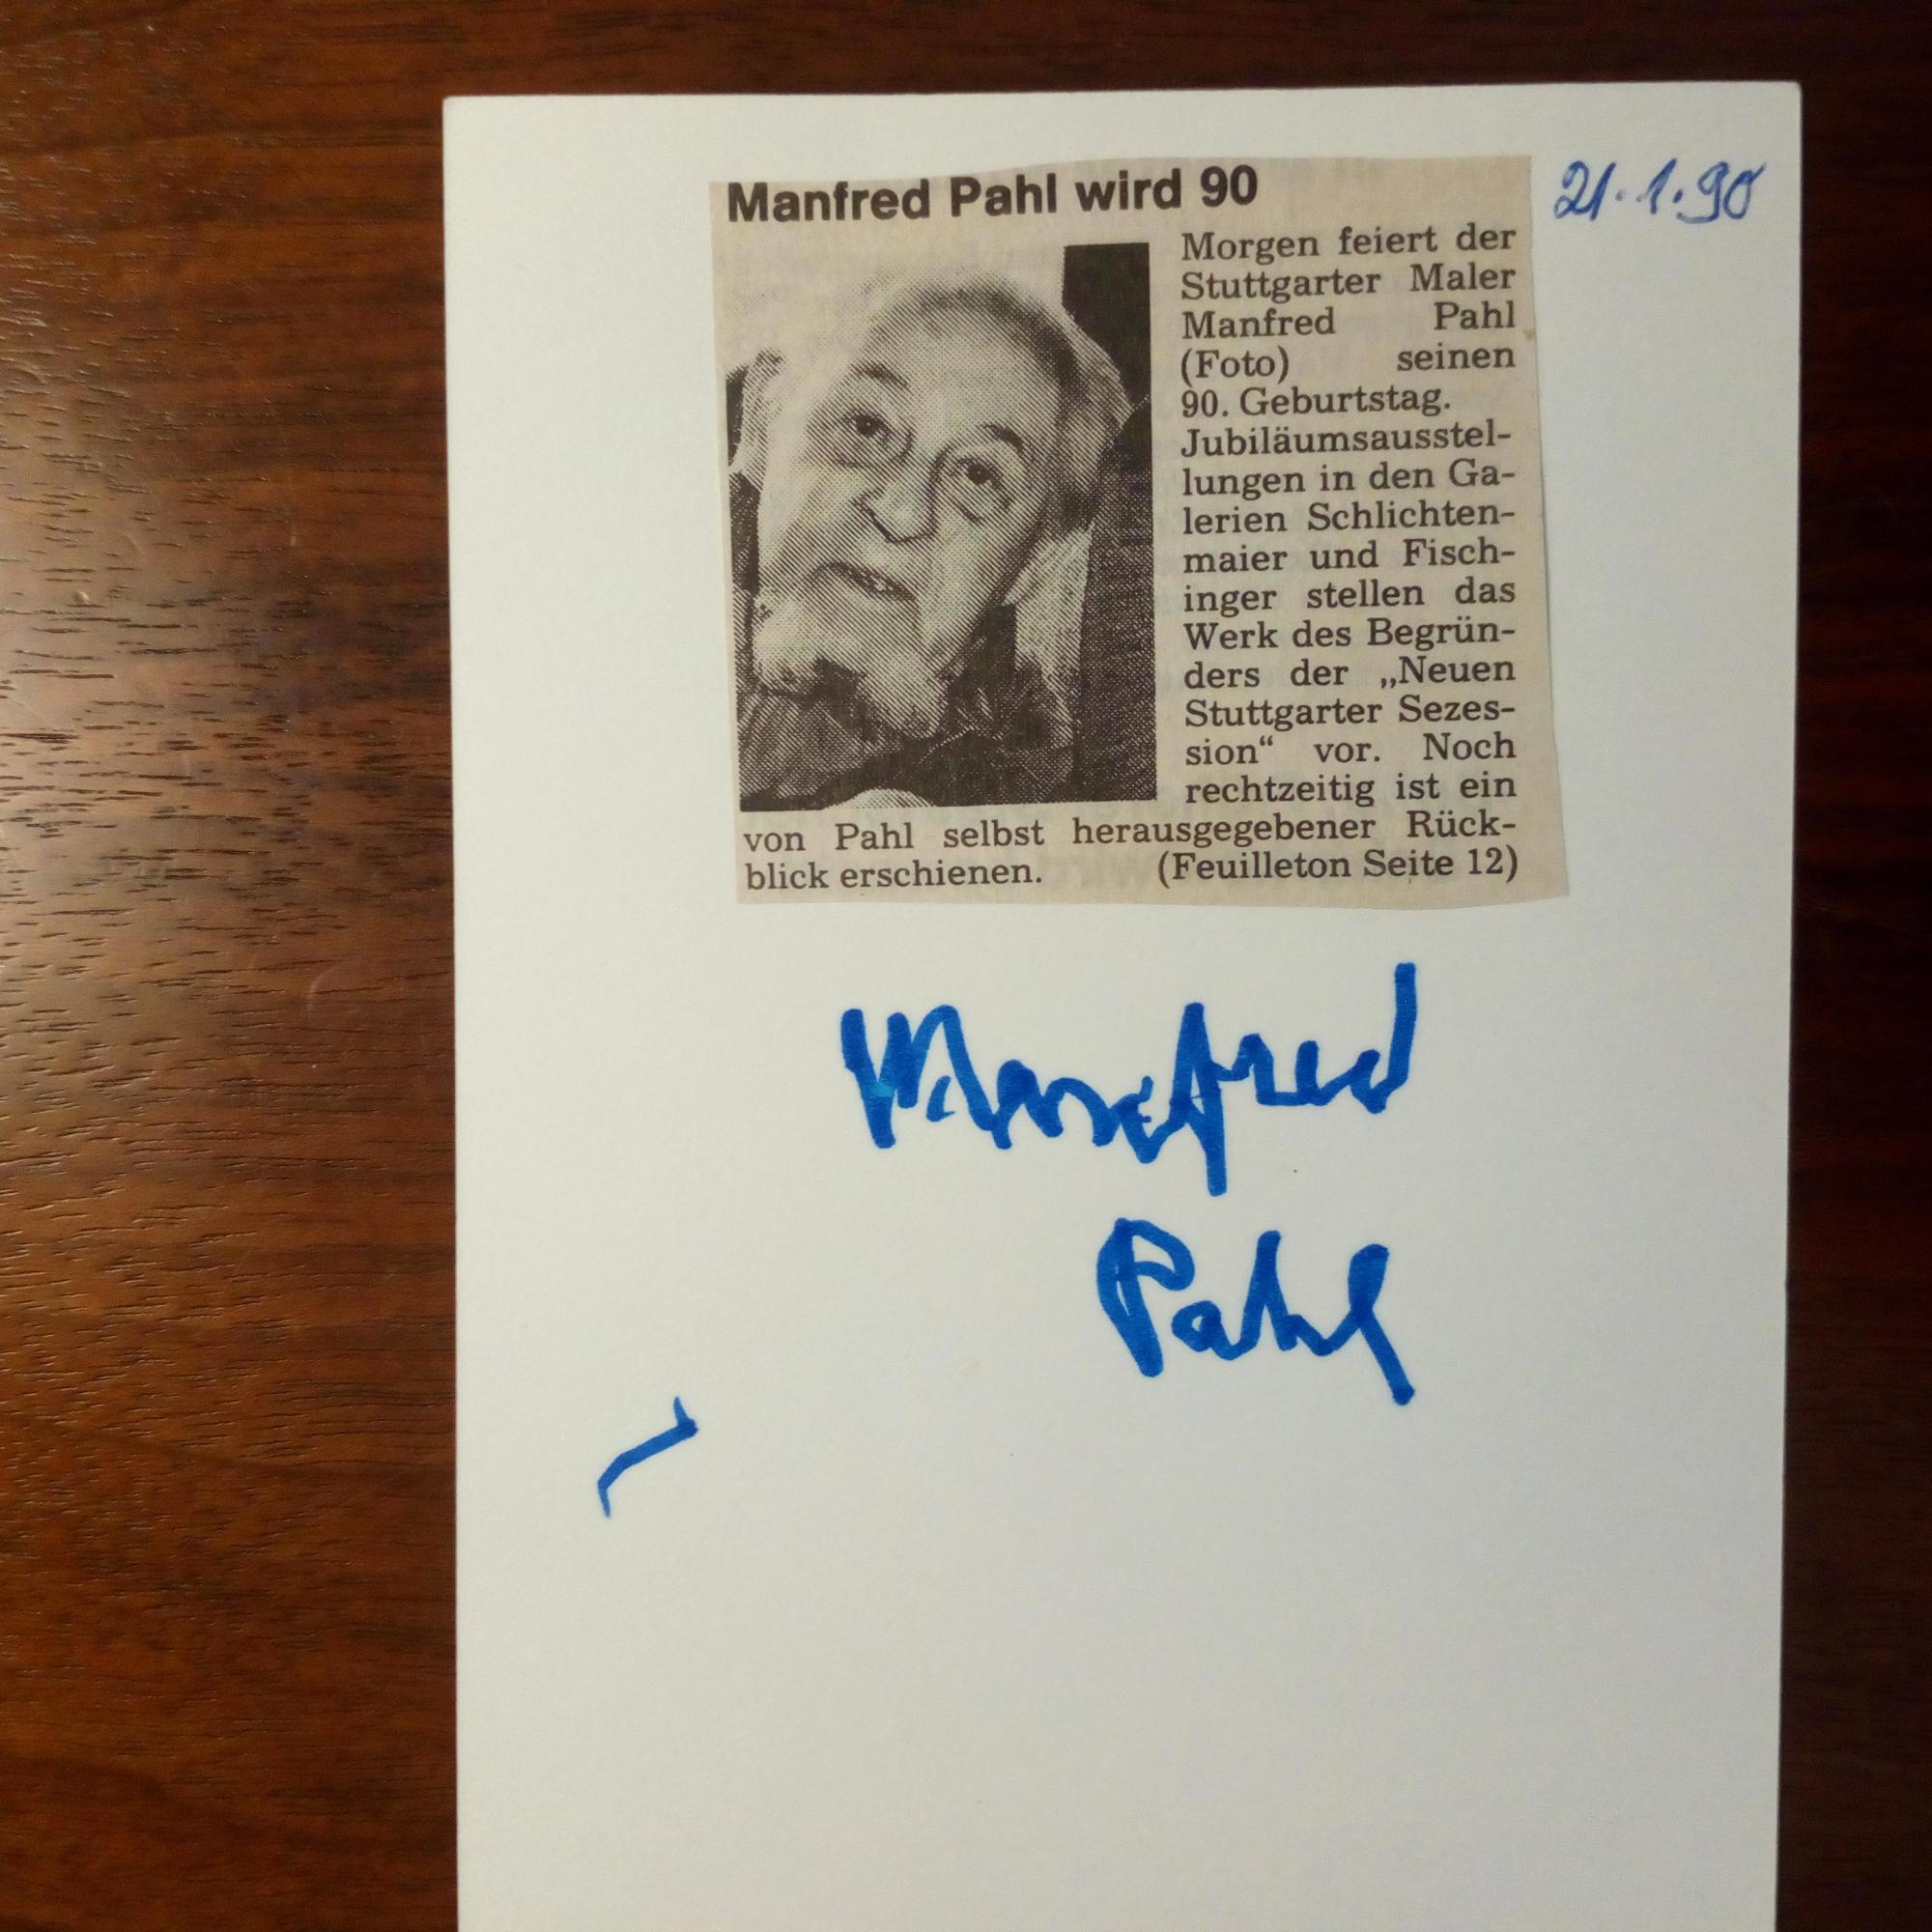 Manfred Pahl wird 90
21.1.90
Morgen feiert der
Stuttgarter Maler
Manfred Pahl
(Foto) seinen
90. Geburtstag.
Jubiläumsausstel-
lungen in den Ga-
lerien Schlichten-
maier und Fisch-
inger stellen das
Werk des Begrün-
ders der „Neuen
Stuttgarter Sezes-
sion“ vor. Noch
rechtzeitig ist ein
von Pahl selbst herausgegebener Rück-
blick erschienen. (Feuilleton Seite 12)
Manfred
Pahl